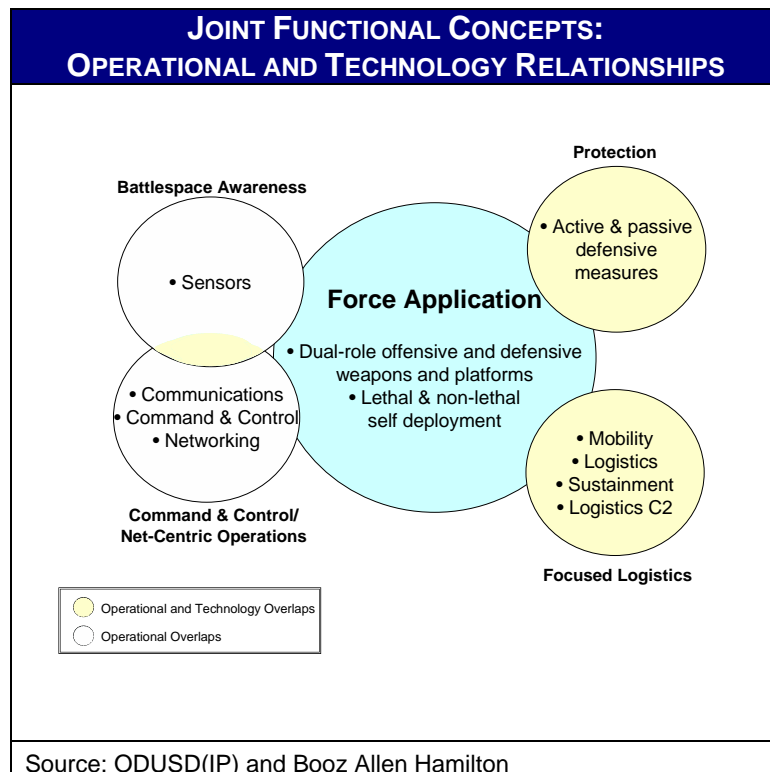 JOINT FUNCTIONAL CONCEPTS:
OPERATIONAL AND TECHNOLOGY RELATIONSHIPS
Protection
Battlespace Awareness
• Active & passive
defensive
measures
• Sensors
Force Application
• Dual-role offensive and defensive
weapons and platforms
• Lethal & non-lethal
self deployment
• Communications
• Command & Control
• Networking
• Mobility
• Logistics
• Sustainment
• Logistics C2
Command & Control/
Net-Centric Operations
Focused Logistics
Operational and Technology Overlaps
Operational Overlaps
Source: ODUSD(IP) and Booz Allen Hamilton